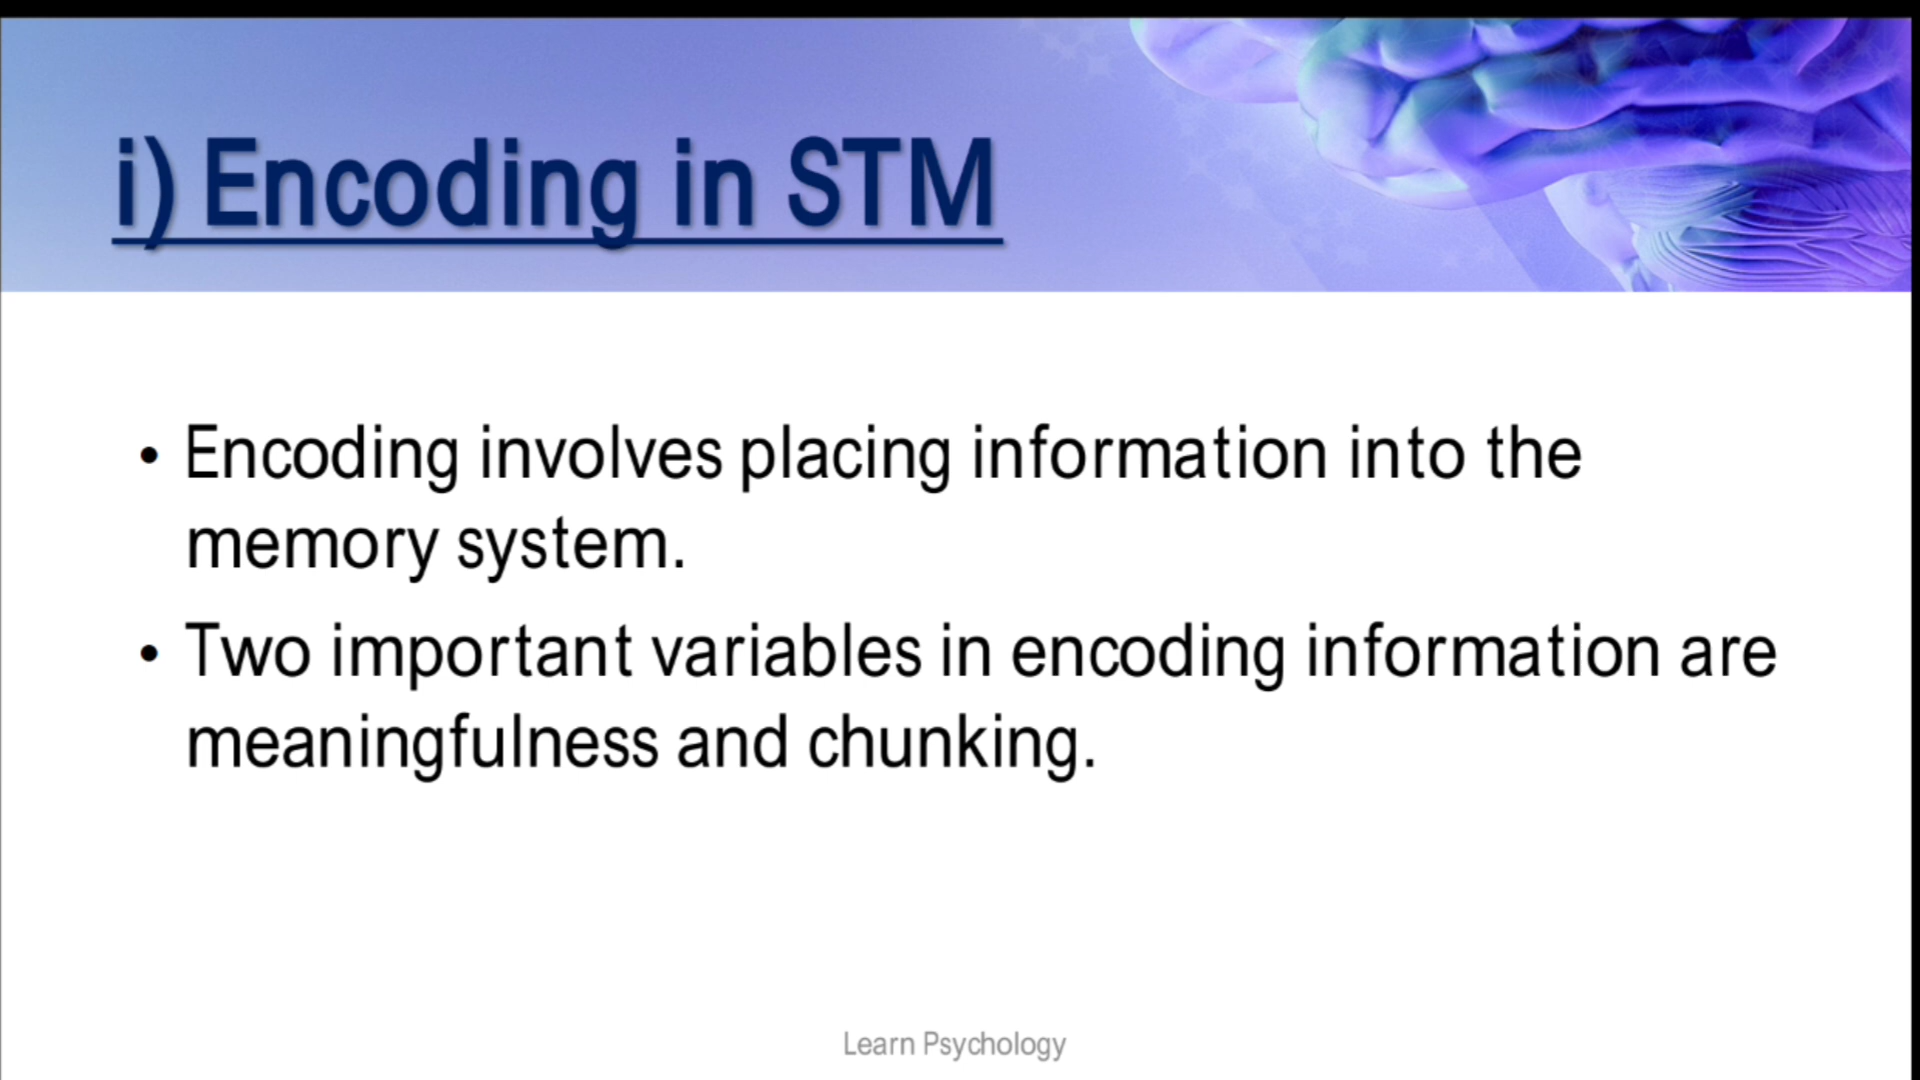 i) Encoding in STM
• Encoding involves placing information into the
memory system.
• Two important variables in encoding information are
meaningfulness and chunking.
Learn Psychology